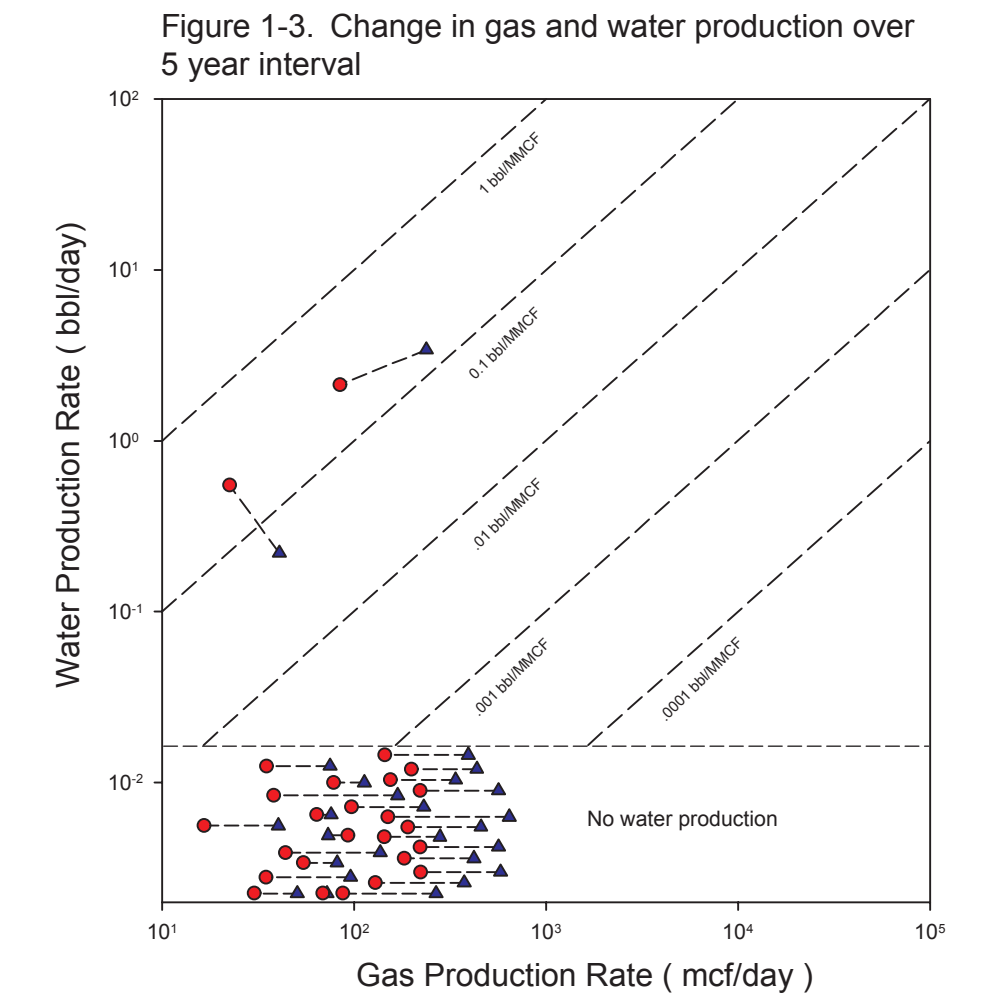 Figure 1-3.  Change in gas and water production over
5 year interval
10²
10¹
10⁰
10⁻¹
10⁻²
Water Production Rate ( bbl/day)
1 bbl/MMCF
0.1 bbl/MMCF
.01 bbl/MMCF
.001 bbl/MMCF
.0001 bbl/MMCF
No water production
10¹
10²
10³
10⁴
10⁵
Gas Production Rate ( mcf/day )